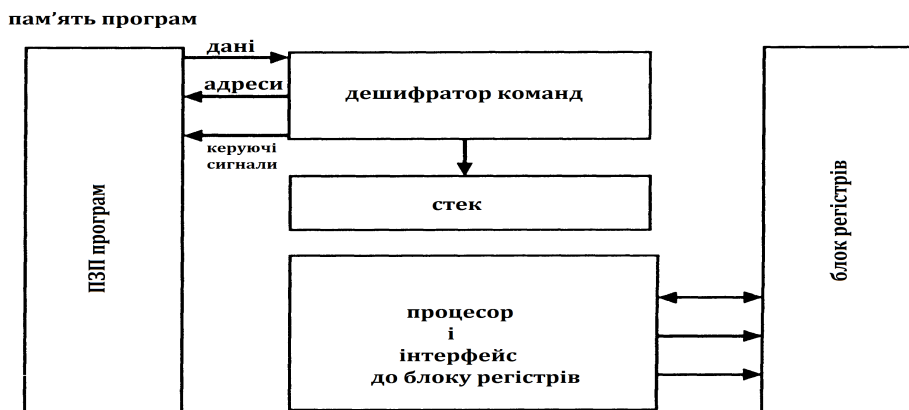 пам’ять програм
дані
адреси
керуючі
сигнали
ПЗП програм
дешифратор команд
стек
процесор
і
інтерфейс
до блоку регістрів
блок регістрів